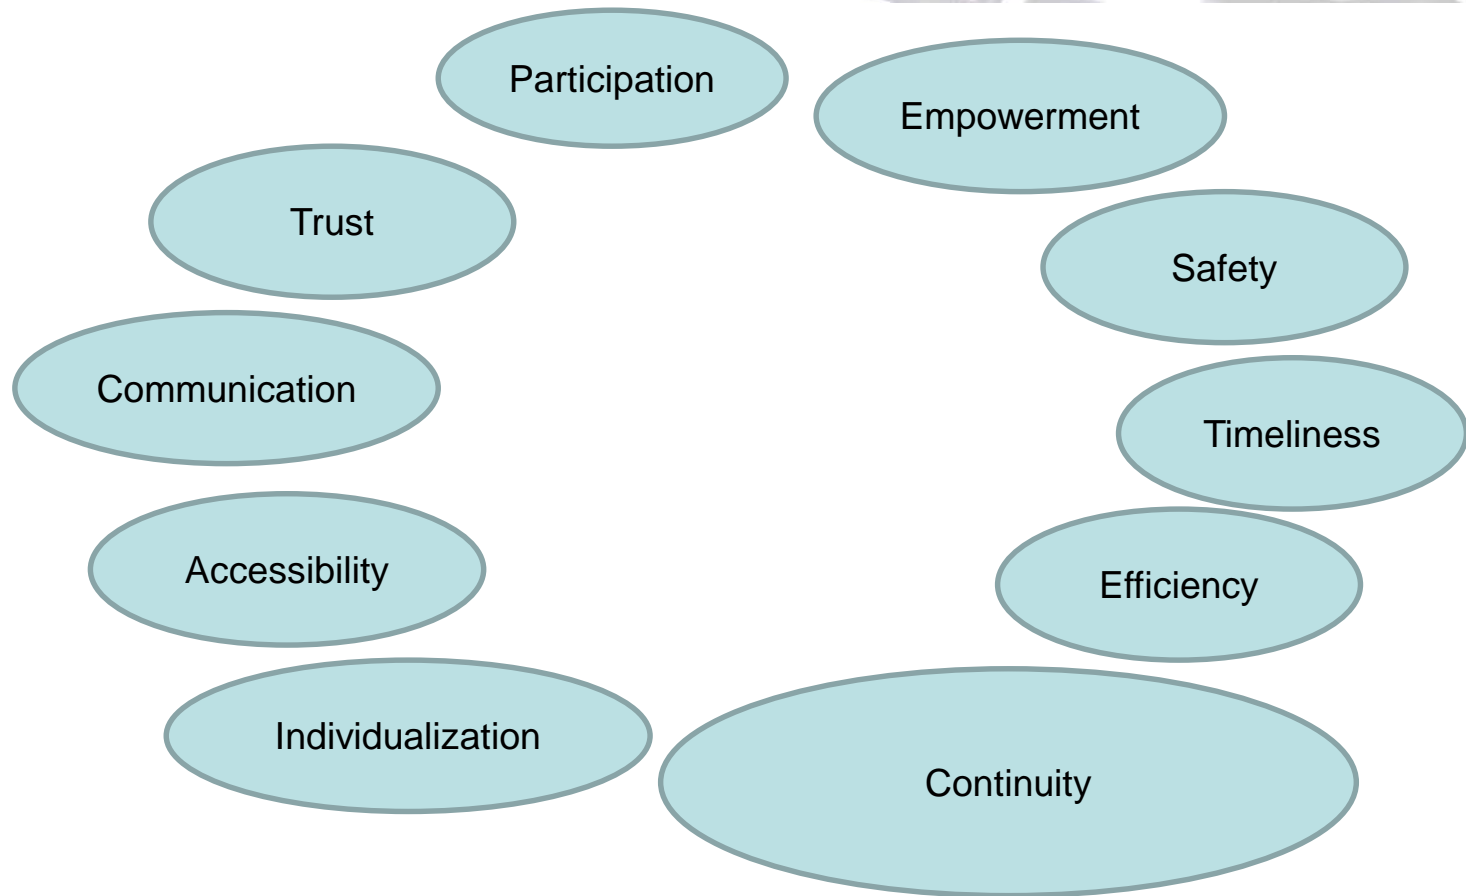 Participation
Empowerment
Trust
Safety
Communication
Timeliness
Accessibility
Efficiency
Individualization
Continuity